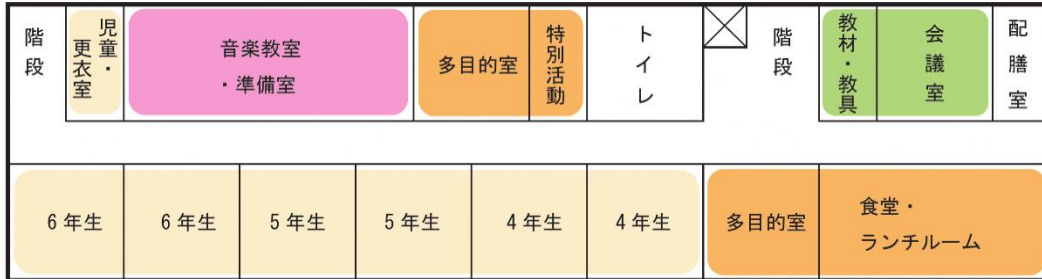 階段
児童・
更衣室
音楽教室
・準備室
多目的室
特別活動
トイレ
階段
教材・教具
会議室
配膳室
6年生
6年生
5年生
5年生
4年生
4年生
多目的室
食堂・
ランチルーム